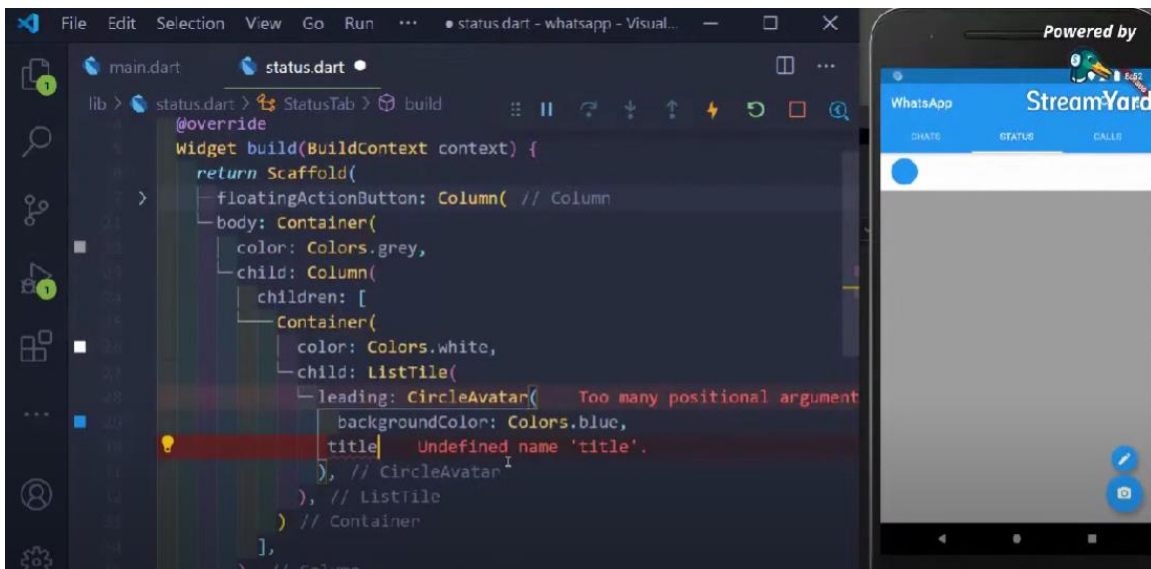 File Edit Selection View Go Run ··· ● status.dart - whatsapp - Visual...
main.dart status.dart ●
lib > status.dart > StatusTab > build
@override
Widget build(BuildContext context) {
return Scaffold(
floatingActionButton: Column( // Column
body: Container(
color: Colors.grey,
child: Column(
children: [
Container(
color: Colors.white,
child: ListTile(
leading: CircleAvatar( Too many positional argument
backgroundColor: Colors.blue,
title Undefined name 'title'.
), // CircleAvatar
), // ListTile
) // Container
],
Powered by
StreamYard
WhatsApp
CHATS STATUS CALLS